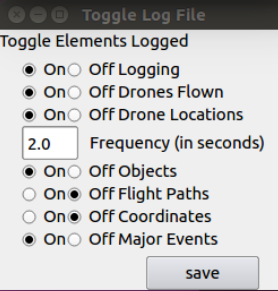 Toggle Log File
Toggle Elements Logged
On Off Logging
On Off Drones Flown
On Off Drone Locations
2.0 Frequency (in seconds)
On Off Objects
On Off Flight Paths
On Off Coordinates
On Off Major Events
save